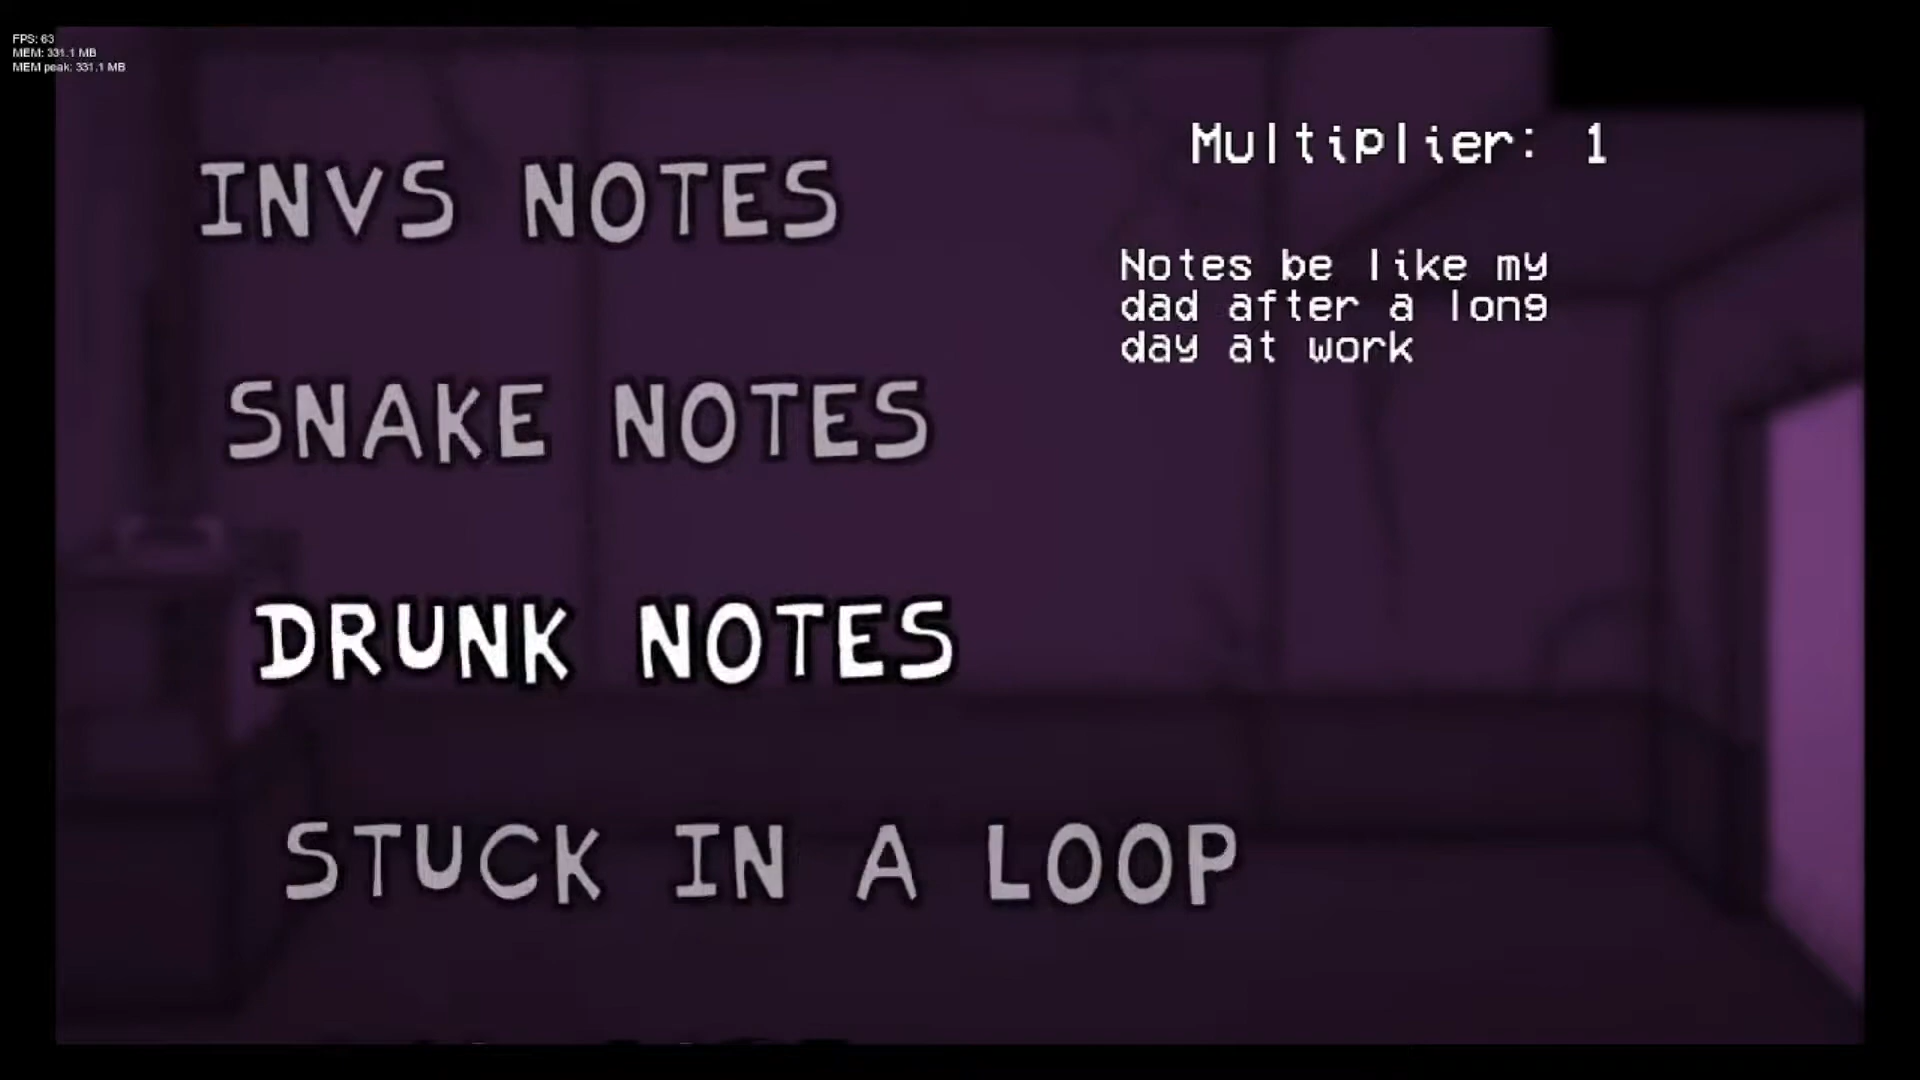 FPS: 63
MEM: 331.1 MB
MEM peak: 331.1 MB
Multiplier: 1
INVS NOTES
Notes be like my
dad after a long
day at work
SNAKE NOTES
DRUNK NOTES
STUCK IN A LOOP